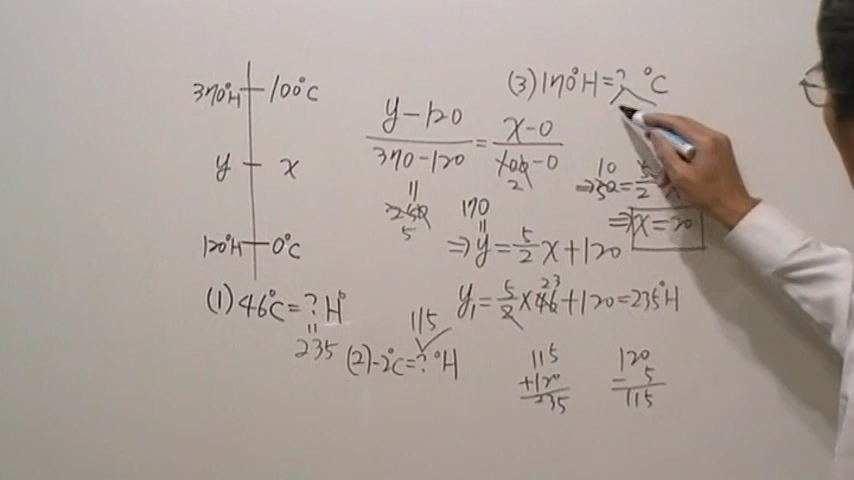 370°H 100°C
y x
120°H 0°C
(1) 46°C = ? H°
235
(2) -2°C = ? °H
115
y-120 / 370-120 = x-0 / 100-0
2
250
5
170
⇒ y = 5/2 x + 120
y₁ = 5/2 × 46 + 120 = 235°H
23
115
+120
235
120
- 5
115
(3) 170°H = ? °C
10
⇒ 50 = 5/2 x
⇒ x = 20